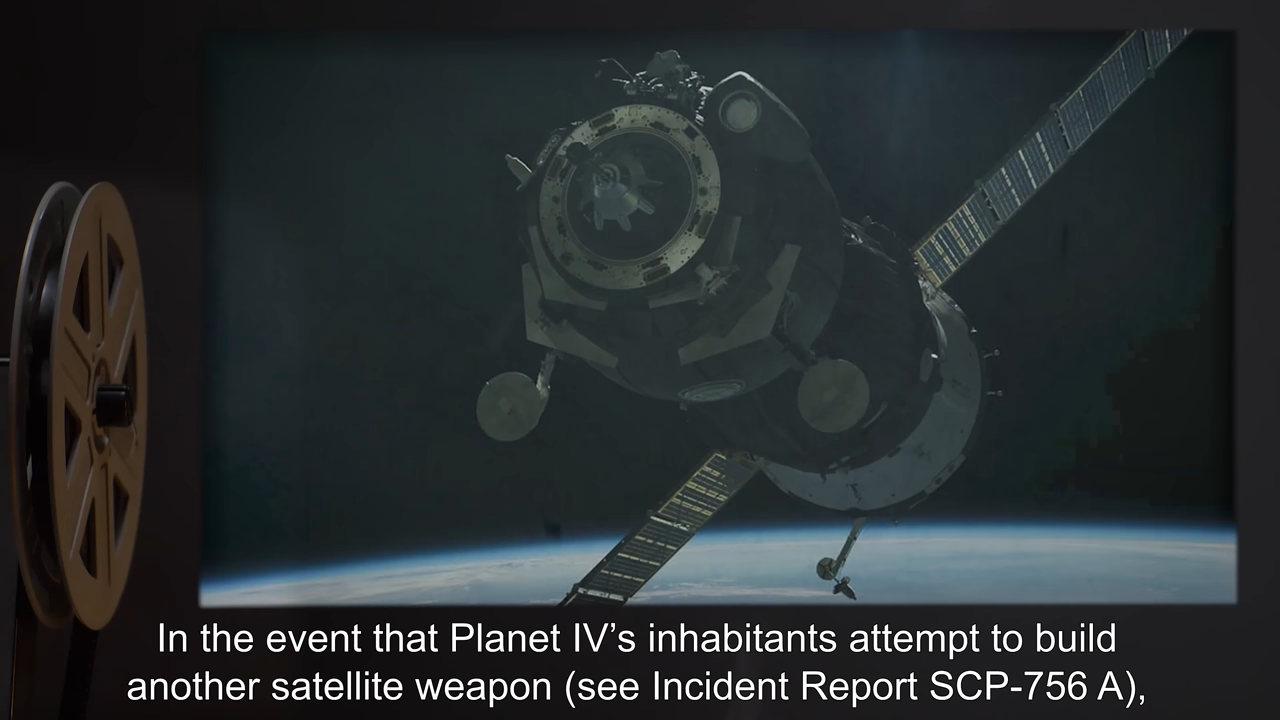 In the event that Planet IV’s inhabitants attempt to build
another satellite weapon (see Incident Report SCP-756 A),